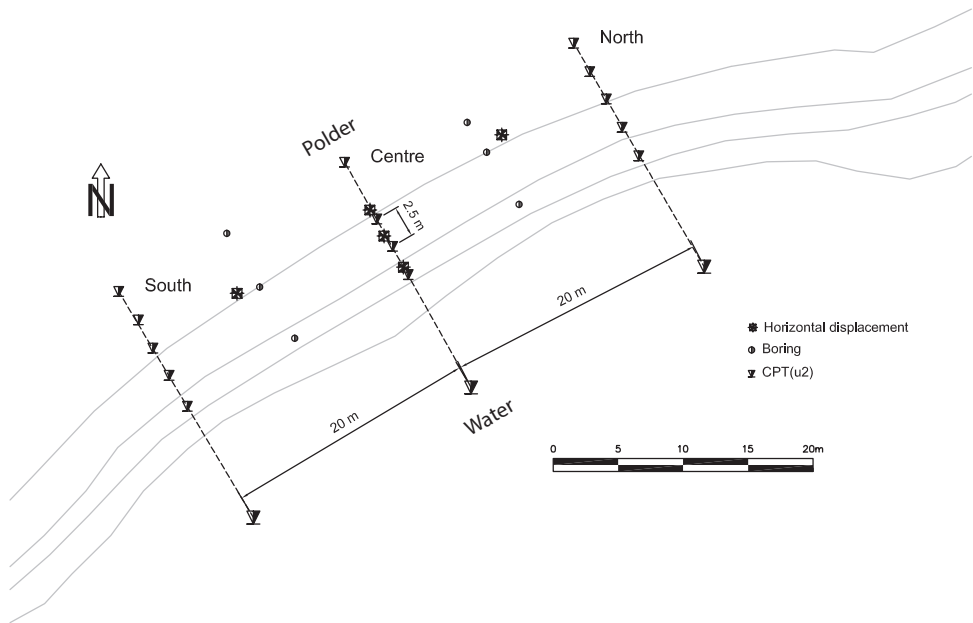 North
Polder
Centre
N
2.5 m
South
20 m
Horizontal displacement
Boring
CPT(u2)
Water
20 m
0 5 10 15 20m